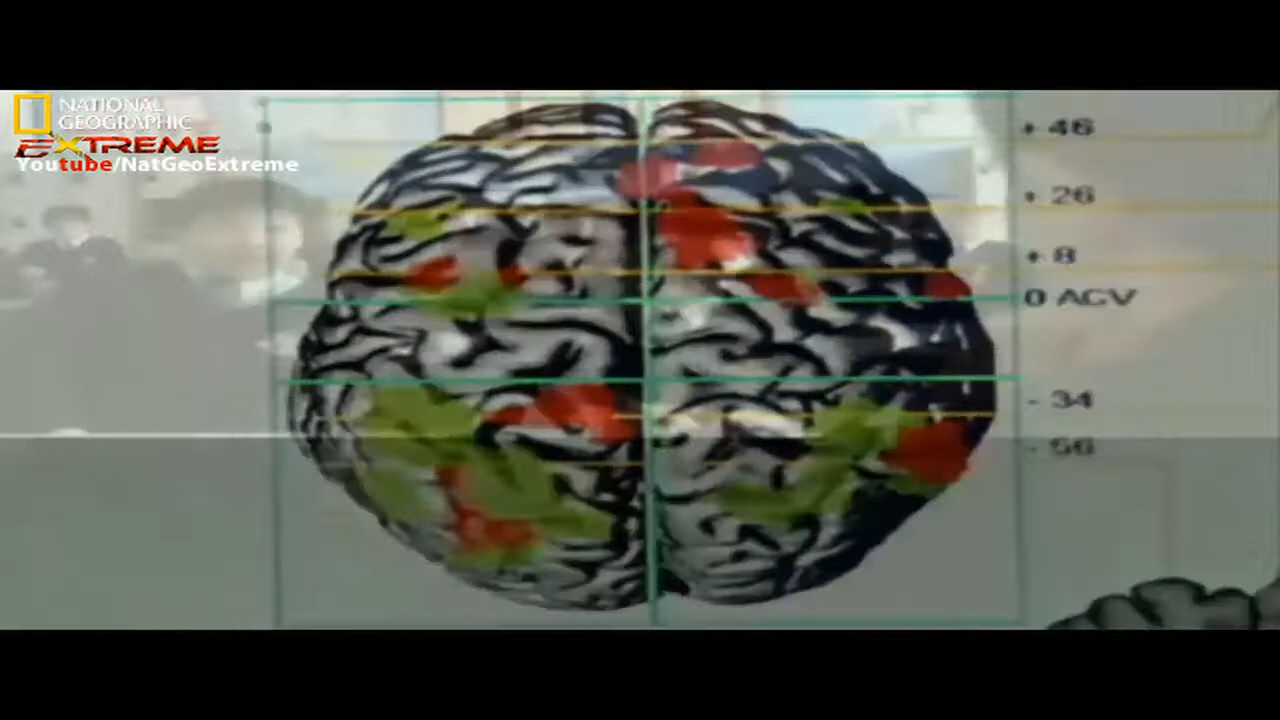 NATIONAL
GEOGRAPHIC
EXTREME
Youtube/NatGeoExtreme
+ 46
+ 26
+ 8
0 ACV
- 34
- 56